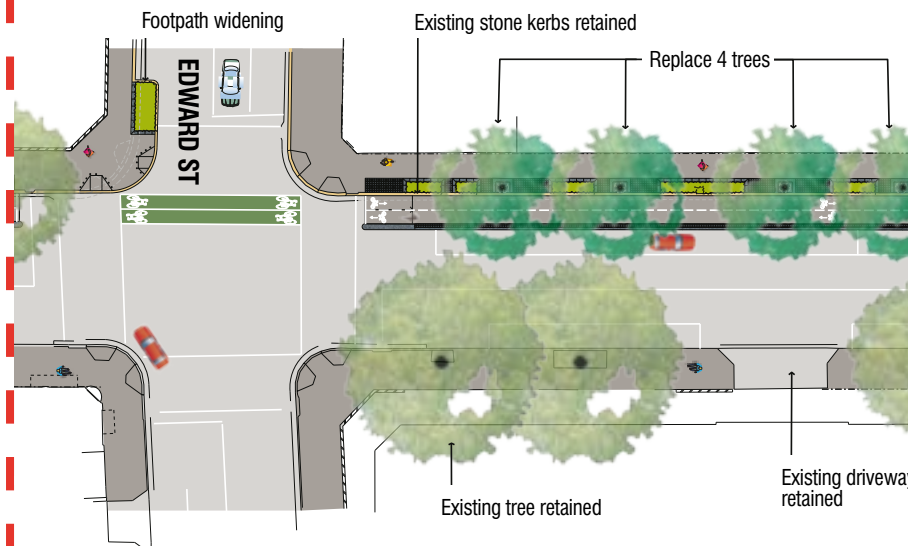 Footpath widening
Existing stone kerbs retained
Replace 4 trees
EDWARD ST
Existing tree retained
Existing driveway
retained